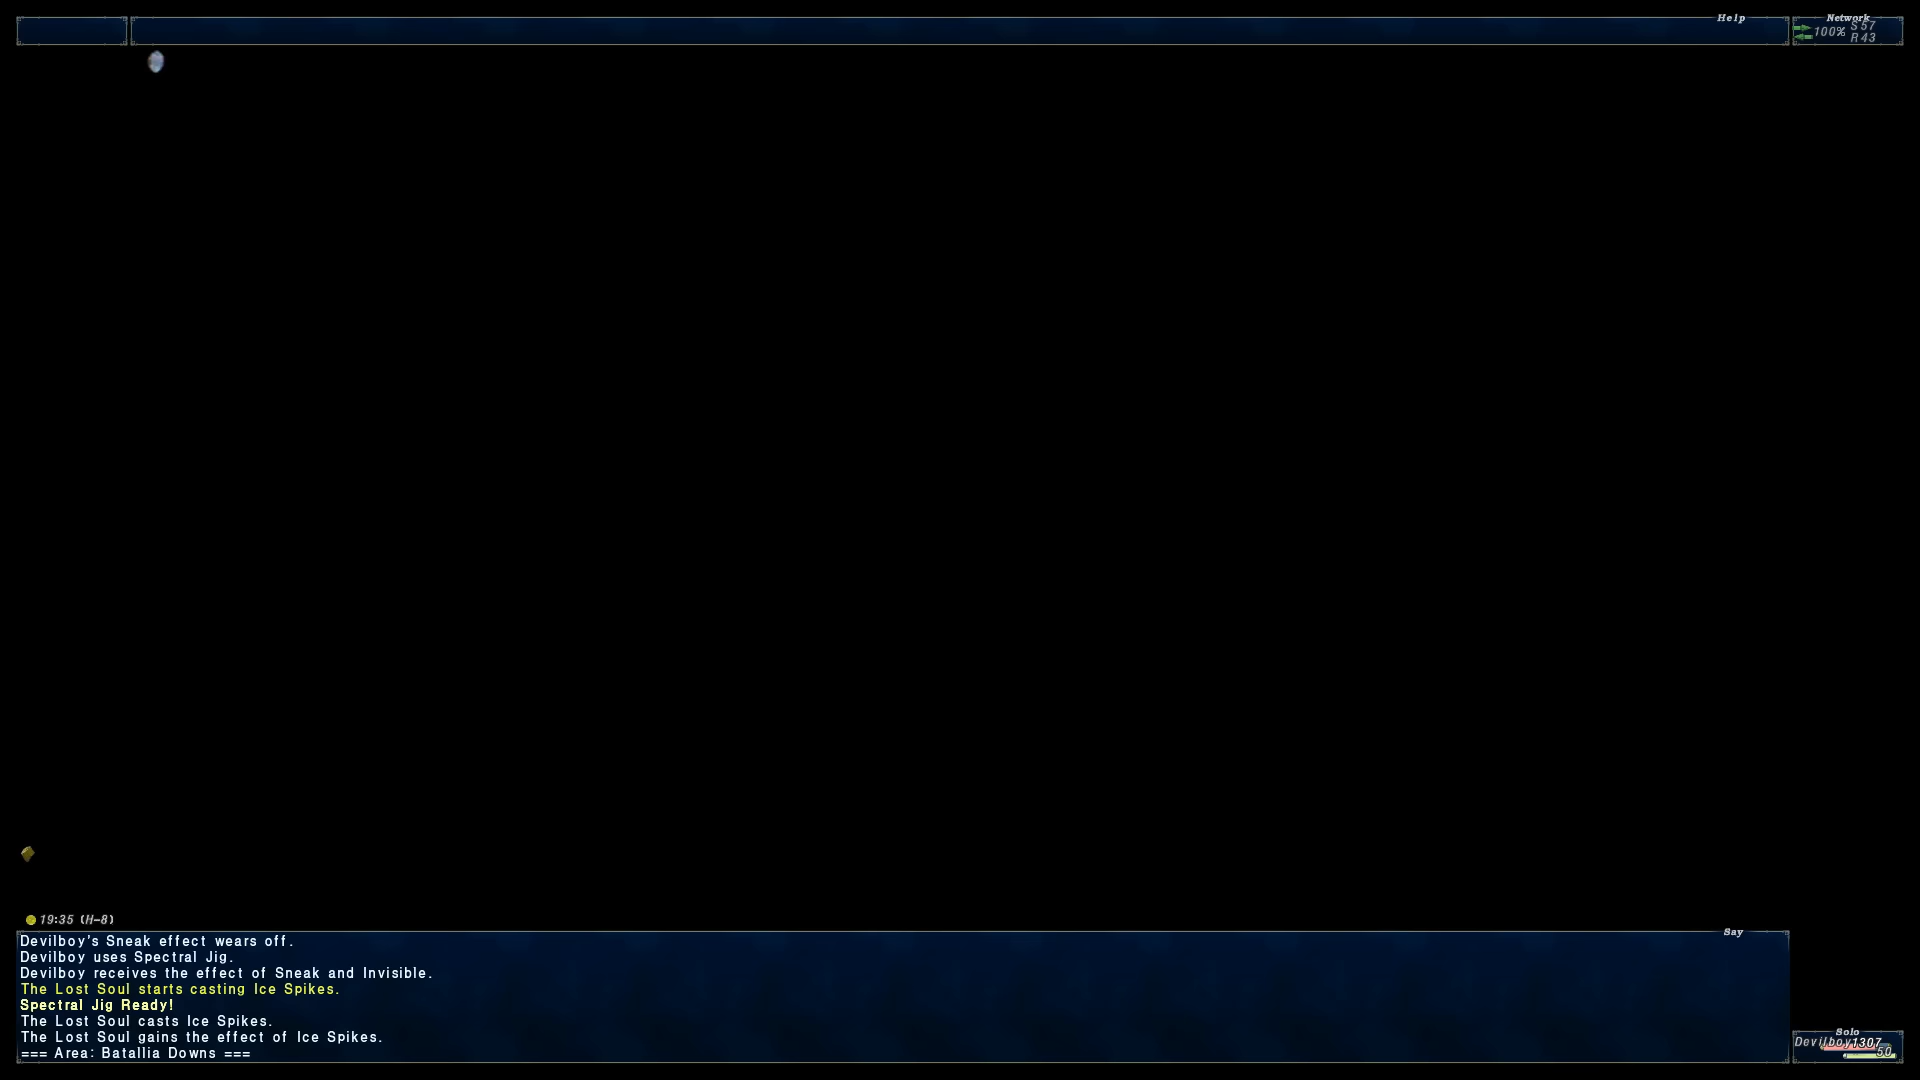 Help
Network
100% S 57
R 43
19:35 (H-8)
Say
Devilboy's Sneak effect wears off.
Devilboy uses Spectral Jig.
Devilboy receives the effect of Sneak and Invisible.
The Lost Soul starts casting Ice Spikes.
Spectral Jig Ready!
The Lost Soul casts Ice Spikes.
The Lost Soul gains the effect of Ice Spikes.
=== Area: Batallia Downs ===
Solo
Devilboy 1307
50